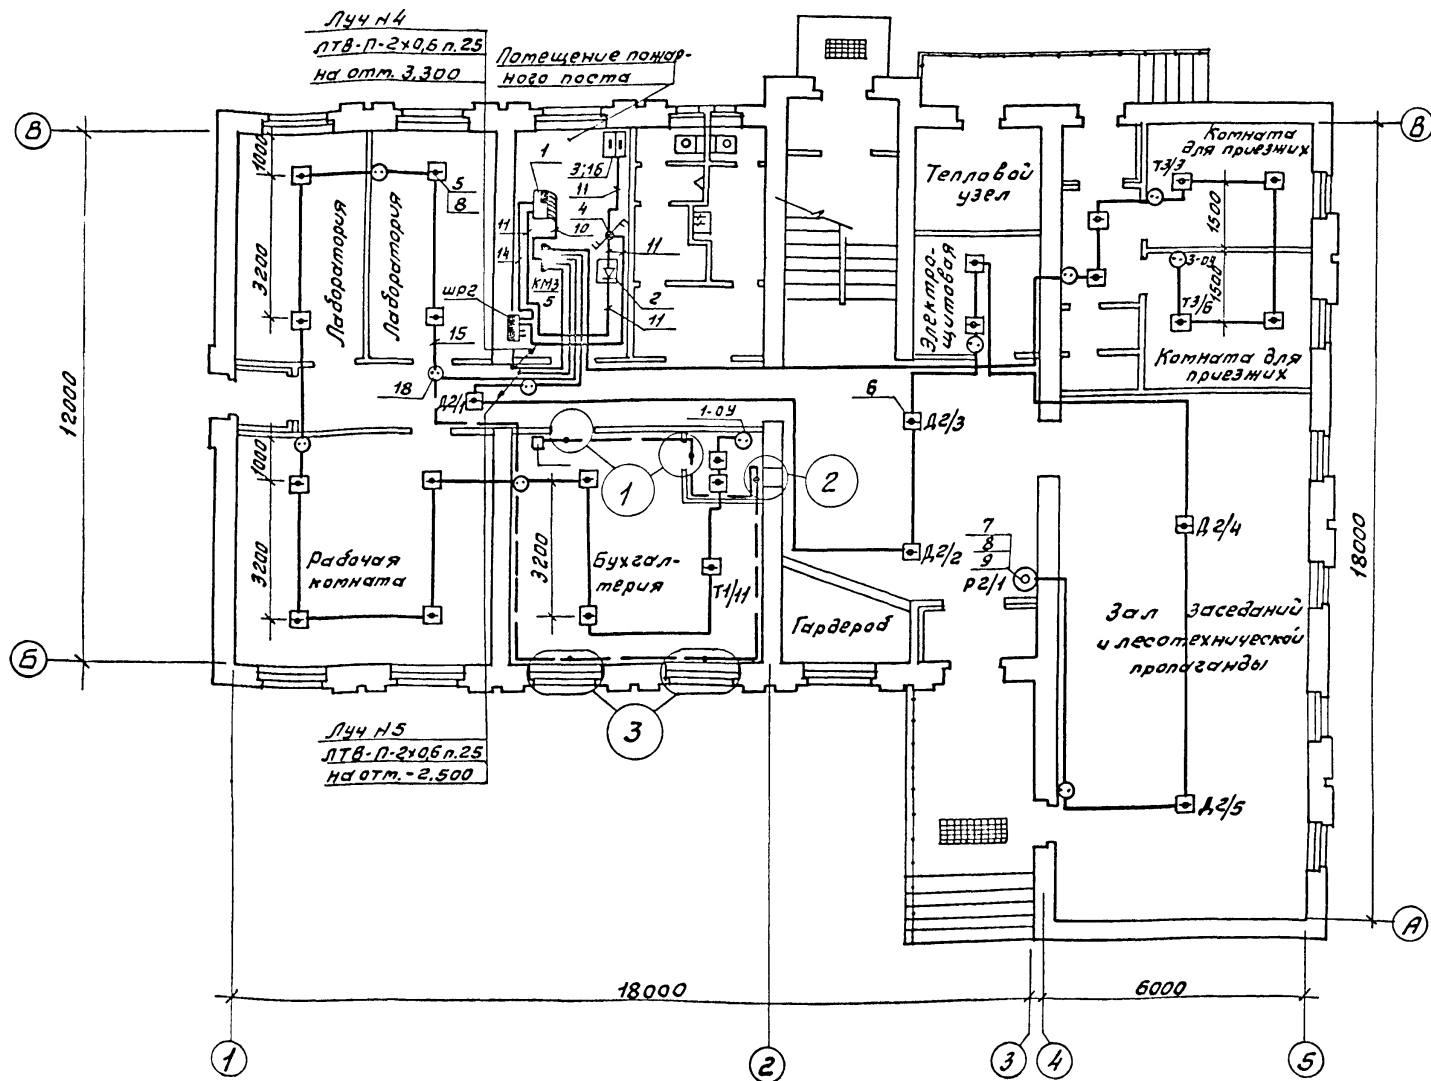 Луч N4
ЛТВ-П-2х0,6 п.25
на отм. 3,300
Помещение пожар-
ного поста
В
В
1000
3200
Лаборатория
Лаборатория
5
8
1
3;16
11
4
11
10
14
11
КМ3
5
2
11
ШР2
15
18
Д2/1
Тепловой
узел
Электро-
щитовая
Комната
для приезжих
Т3/3
1500
3-ОУ
1500
Т3/6
Комната для
приезжих
6
Д2/3
1-ОУ
1
2
12000
1000
3200
Рабочая
комната
3200
Бухгал-
терия
Т1/11
Д2/2
7
8
9
Р2/1
Д2/4
18000
Гардероб
Зал заседаний
и лесотехнической
пропаганды
Б
3
Луч N5
ЛТВ-П-2х0,6 п.25
на отм.-2,500
Д2/5
А
18000
6000
1
2
3
4
5